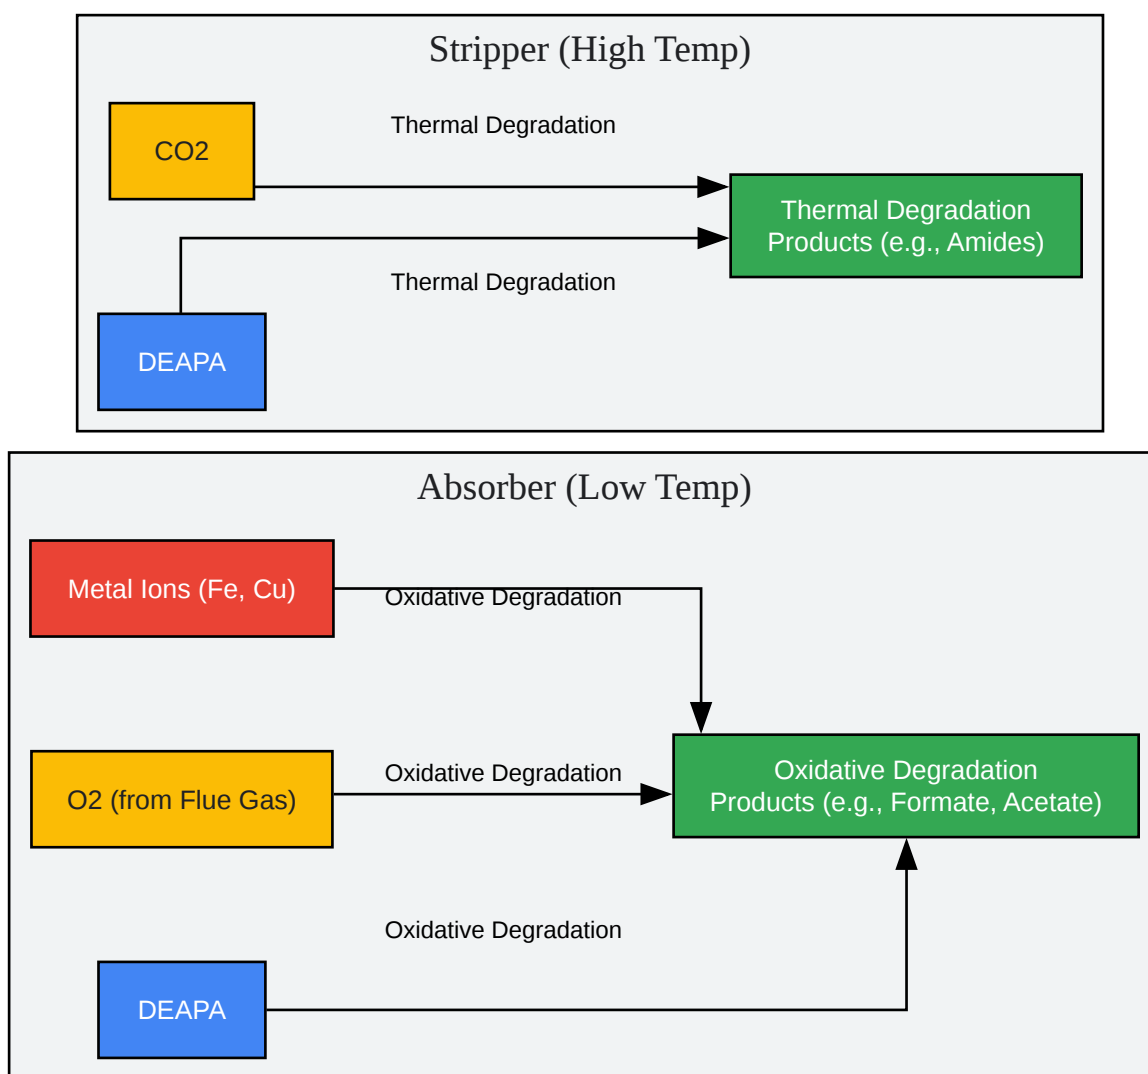 Stripper (High Temp)
CO2
Thermal Degradation
Thermal Degradation
Products (e.g., Amides)
Thermal Degradation
DEAPA
Absorber (Low Temp)
Metal Ions (Fe, Cu)
Oxidative Degradation
O2 (from Flue Gas)
Oxidative Degradation
Oxidative Degradation
Products (e.g., Formate, Acetate)
Oxidative Degradation
DEAPA